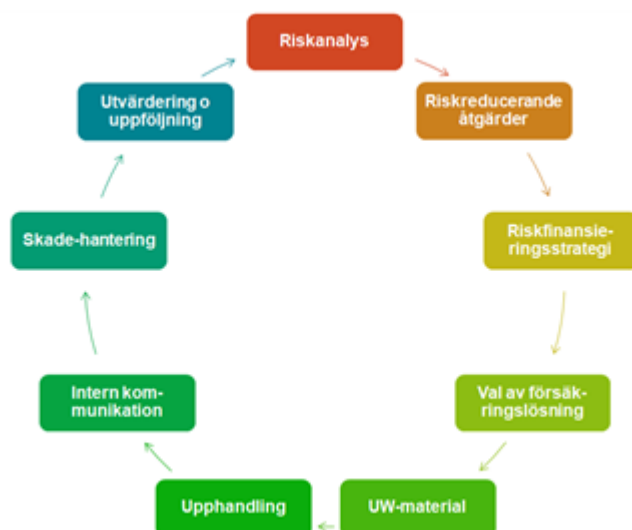 Riskanalys
Riskreducerande
åtgärder
Riskfinansie-
ringsstrategi
Val av försäk-
ringslösning
UW-material
Upphandling
Intern kom-
munikation
Skade-hantering
Utvärdering o
uppföljning